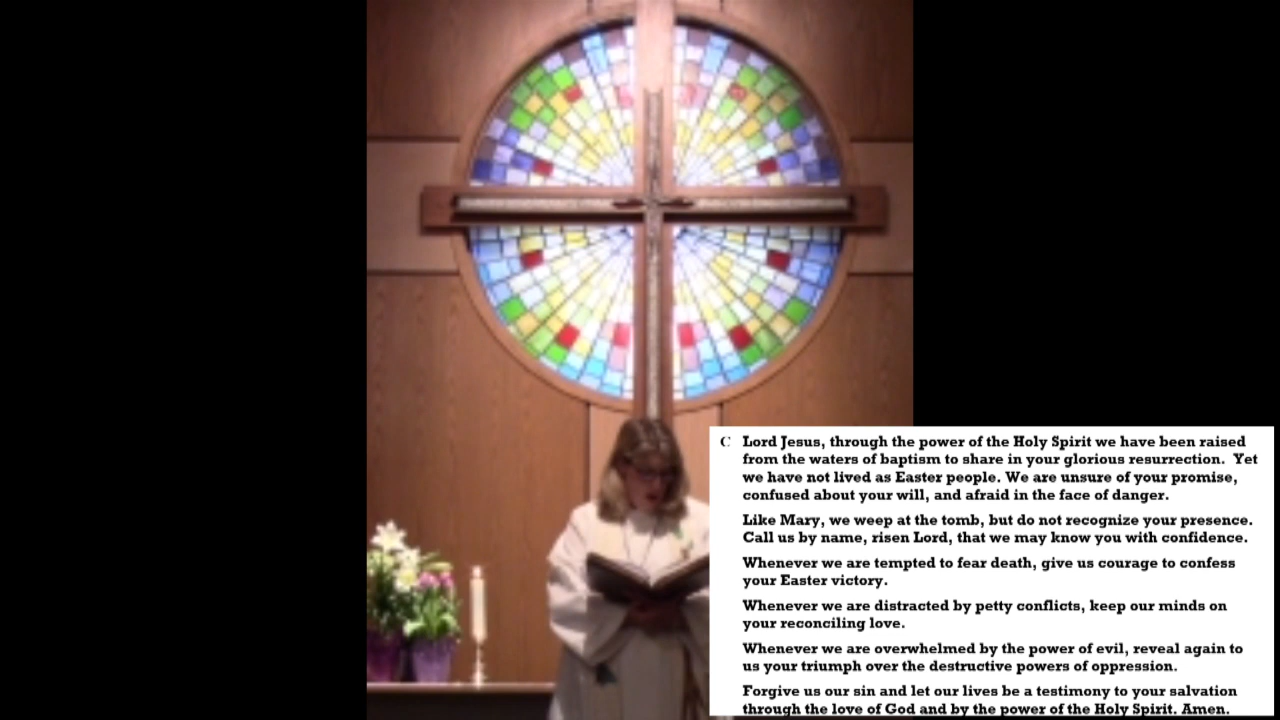 C Lord Jesus, through the power of the Holy Spirit we have been raised
from the waters of baptism to share in your glorious resurrection. Yet
we have not lived as Easter people. We are unsure of your promise,
confused about your will, and afraid in the face of danger.
Like Mary, we weep at the tomb, but do not recognize your presence.
Call us by name, risen Lord, that we may know you with confidence.
Whenever we are tempted to fear death, give us courage to confess
your Easter victory.
Whenever we are distracted by petty conflicts, keep our minds on
your reconciling love.
Whenever we are overwhelmed by the power of evil, reveal again to
us your triumph over the destructive powers of oppression.
Forgive us our sin and let our lives be a testimony to your salvation
through the love of God and by the power of the Holy Spirit. Amen.